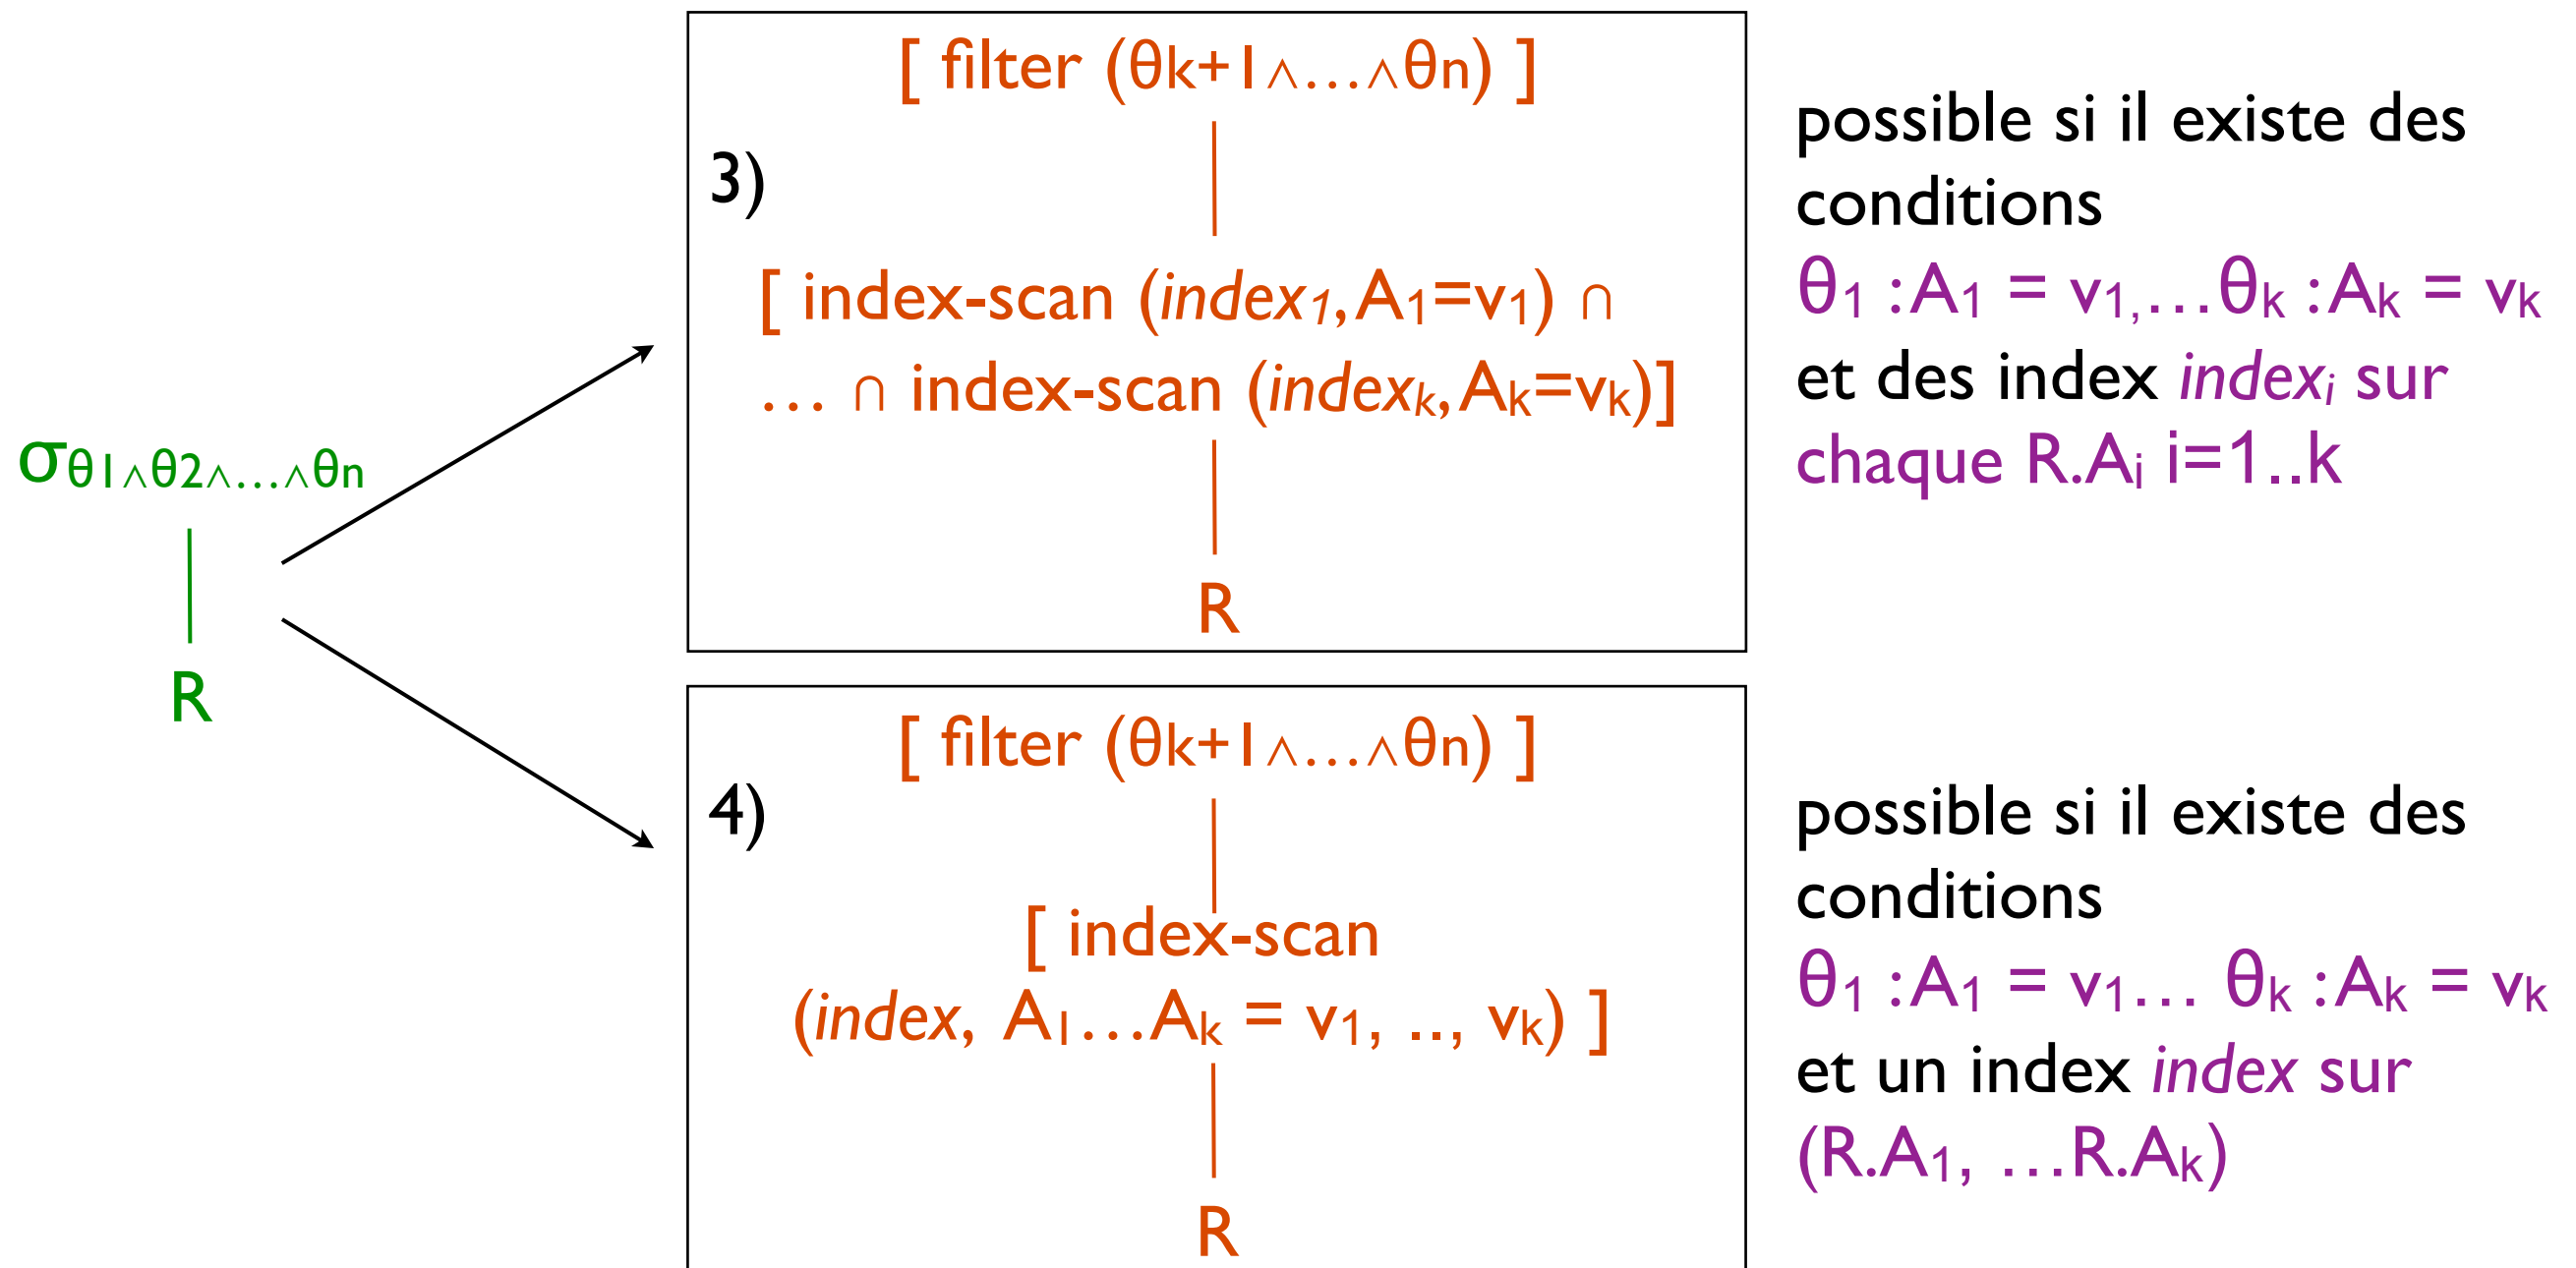 σθ1∧θ2∧…∧θn
R
[ filter (θk+1∧…∧θn) ]
3)
[ index-scan (index₁, A₁=v₁) ∩
… ∩ index-scan (indexₖ, Aₖ=vₖ)]
R
possible si il existe des
conditions
θ₁ : A₁ = v₁,…θₖ : Aₖ = vₖ
et des index indexᵢ sur
chaque R.Aᵢ i=1..k
[ filter (θk+1∧…∧θn) ]
4)
[ index-scan
(index, A₁…Aₖ = v₁, .., vₖ) ]
R
possible si il existe des
conditions
θ₁ : A₁ = v₁… θₖ : Aₖ = vₖ
et un index index sur
(R.A₁, …R.Aₖ)